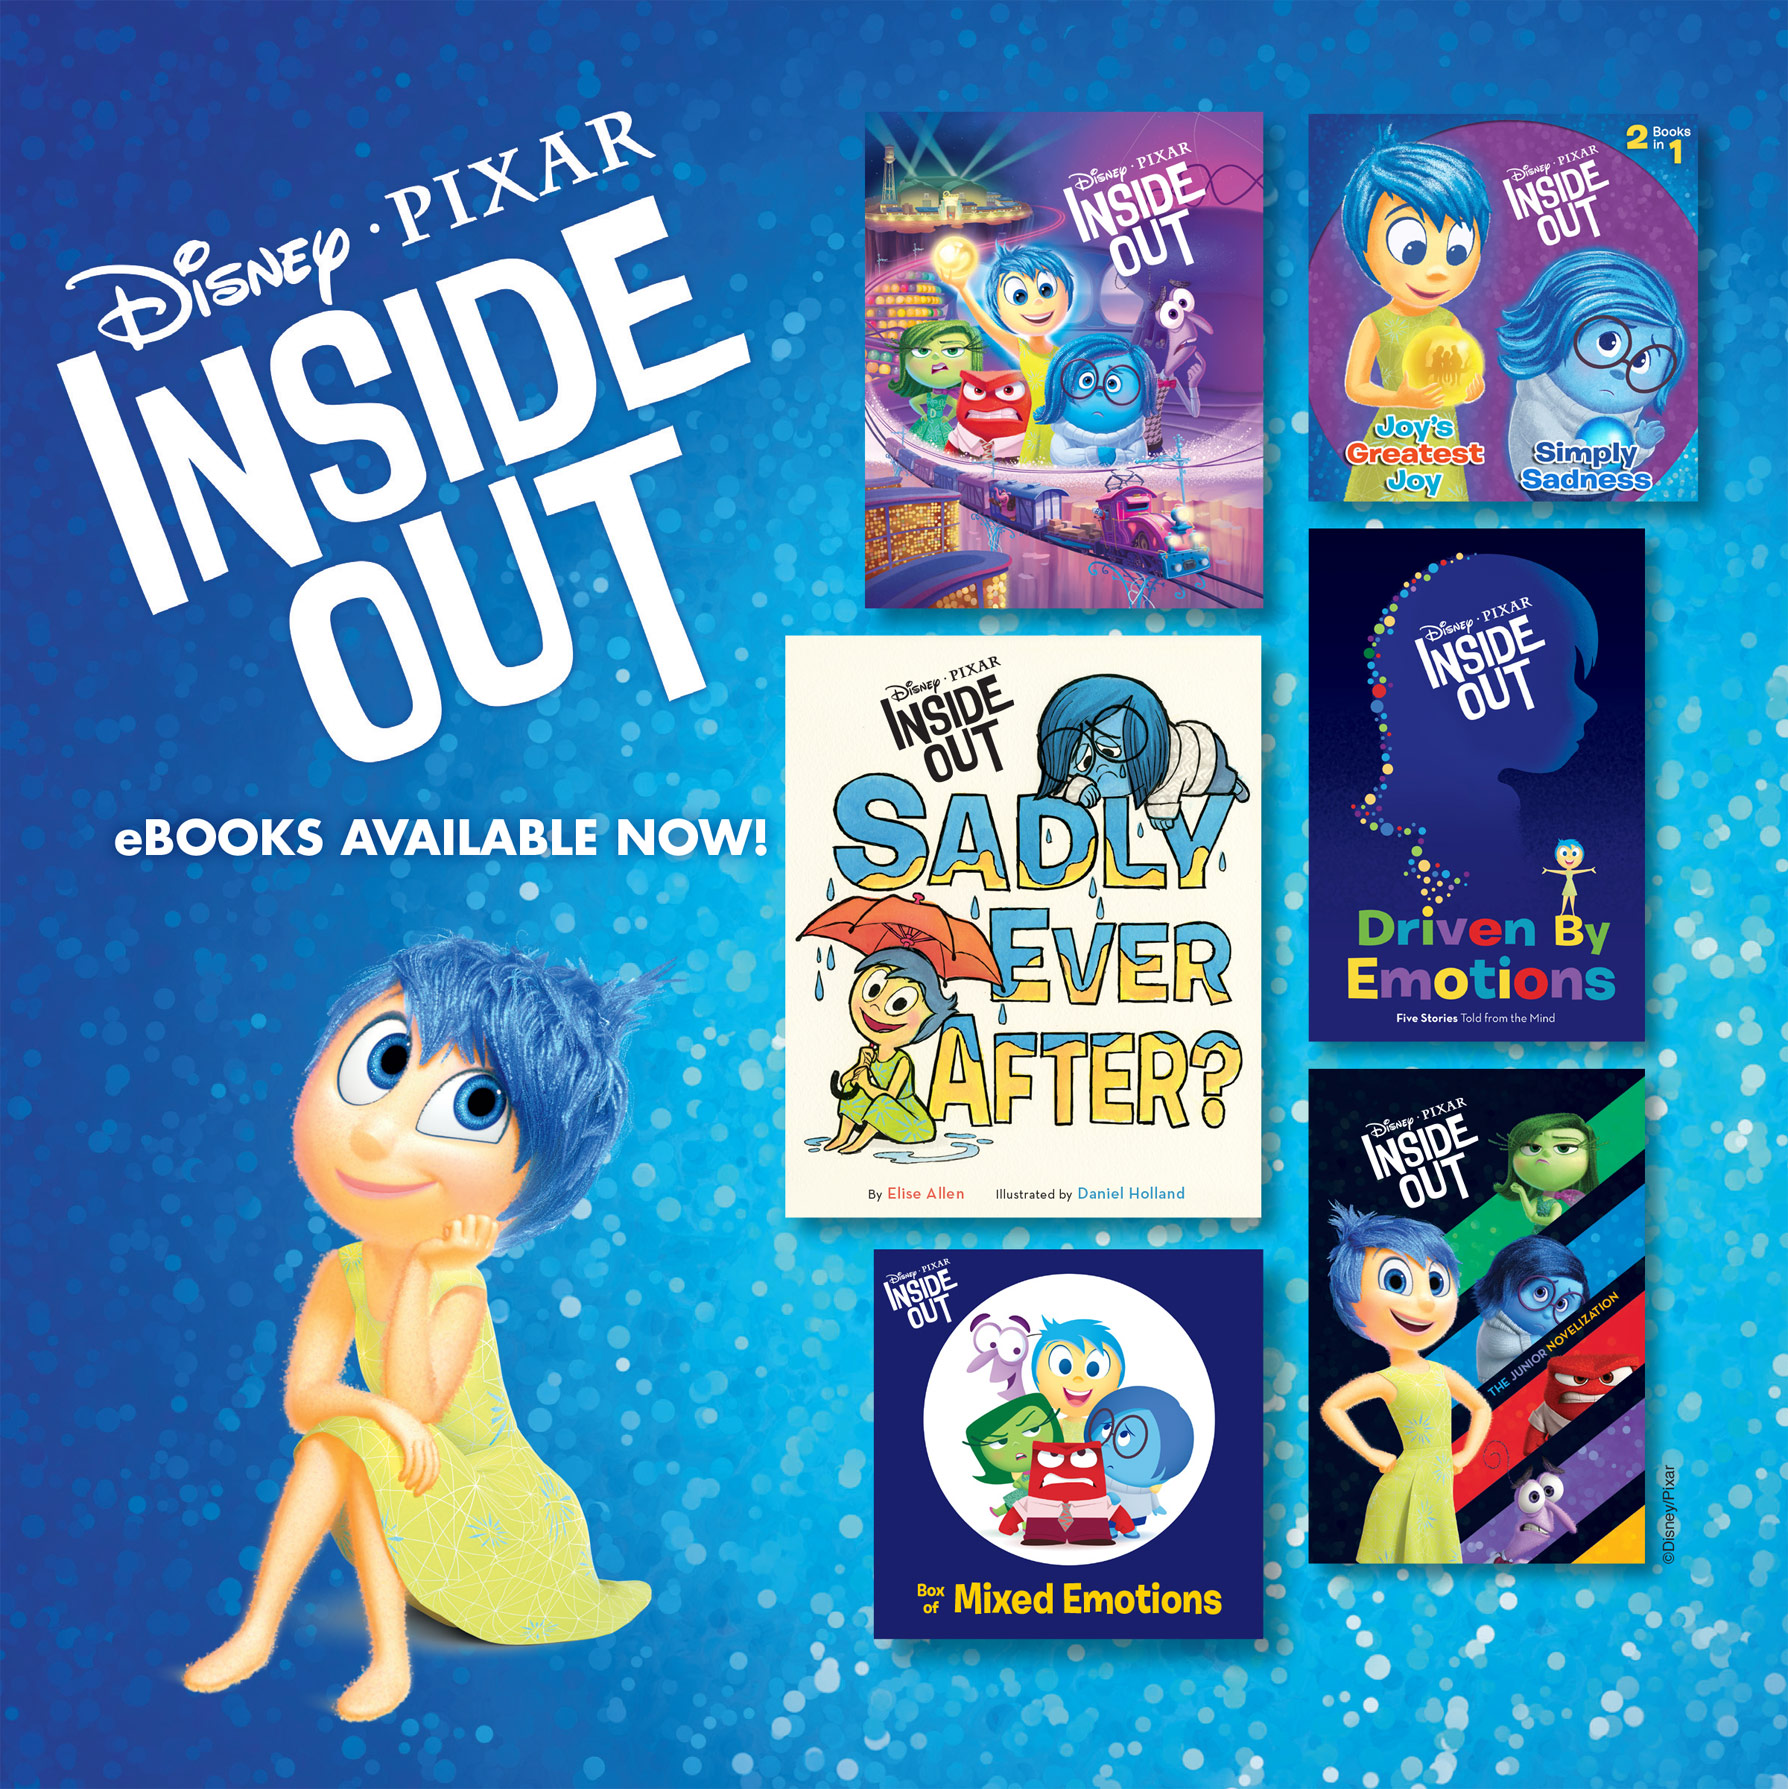 Disney · PIXAR
INSIDE
OUT
eBOOKS AVAILABLE NOW!
Disney · PIXAR
INSIDE
OUT
2 Books in 1
Disney · PIXAR
INSIDE
OUT
Joy's
Greatest
Joy
Simply
Sadness
Disney · PIXAR
INSIDE
OUT
SADLY
EVER
AFTER?
By Elise Allen Illustrated by Daniel Holland
Disney · PIXAR
INSIDE
OUT
Driven By
Emotions
Five Stories Told from the Mind
Disney · PIXAR
INSIDE
OUT
Box
of Mixed Emotions
Disney · PIXAR
INSIDE
OUT
THE JUNIOR NOVELIZATION
©Disney/Pixar